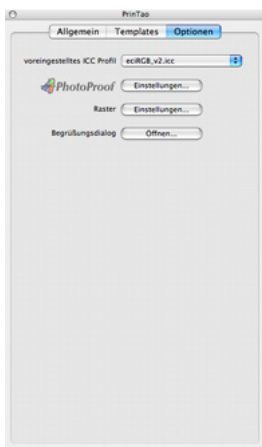 PrinTao
Allgemein Templates Optionen
voreingestelltes ICC Profil eciRGB_v2.icc
PhotoProof Einstellungen...
Raster Einstellungen...
Begrüßungsdialog Öffnen...